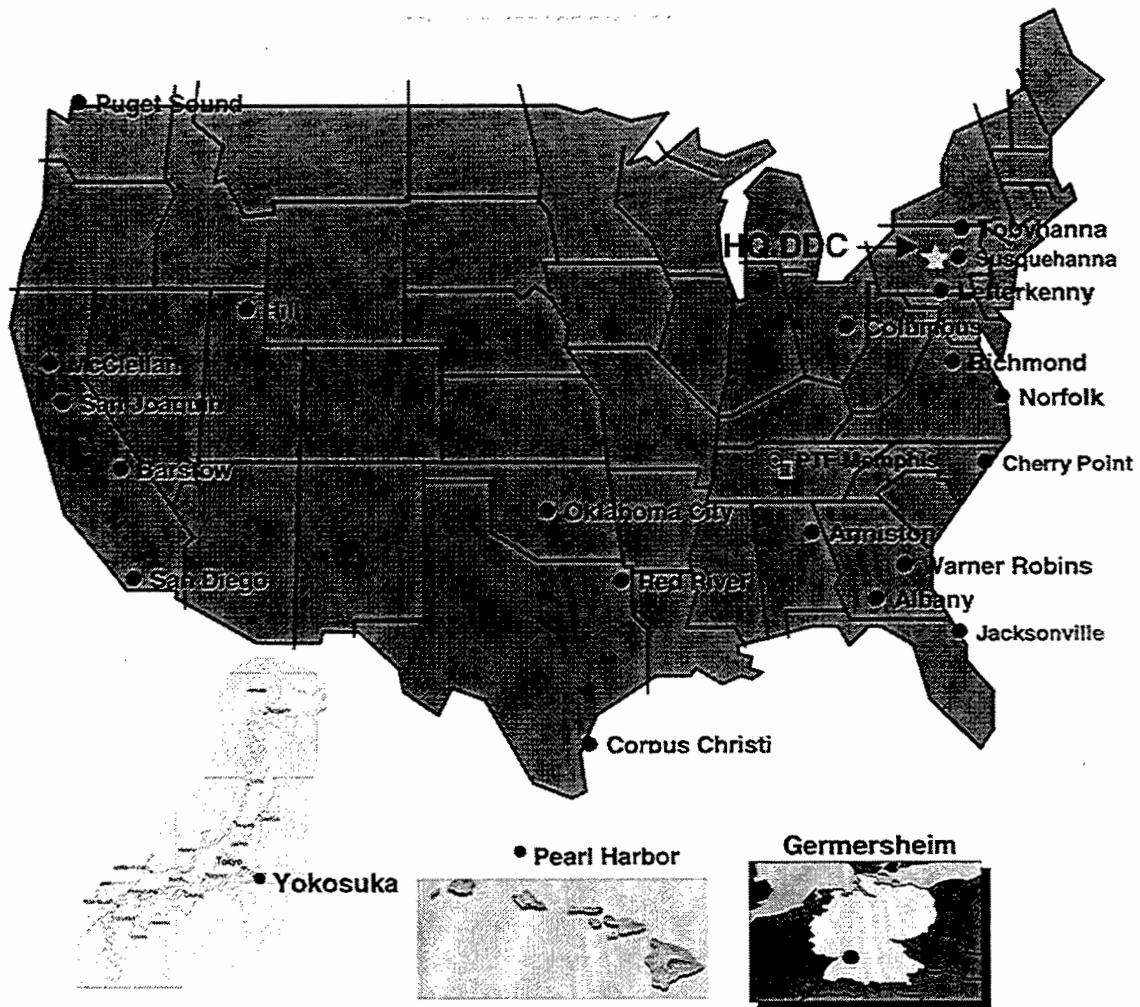 Puget Sound
HQ DDC
Tobyhanna
Susquehanna
Letterkenny
Hill
Columbus
McClellan
Richmond
San Joaquin
Norfolk
Barstow
PTF Memphis
Cherry Point
Oklahoma City
Anniston
San Diego
Red River
Warner Robins
Albany
Jacksonville
Corpus Christi
Tokyo
Yokosuka
Pearl Harbor
Germersheim